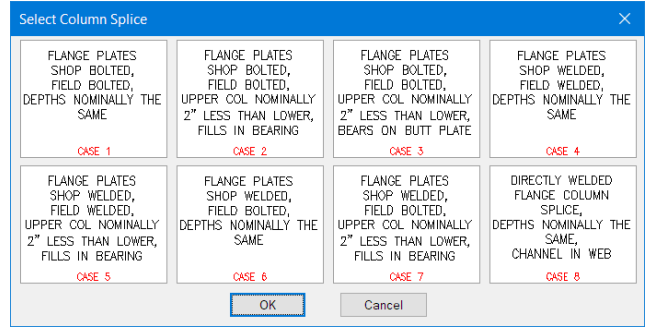 Select Column Splice
FLANGE PLATES
SHOP BOLTED,
FIELD BOLTED,
DEPTHS NOMINALLY THE
SAME
CASE 1
FLANGE PLATES
SHOP BOLTED,
FIELD BOLTED,
UPPER COL NOMINALLY
2" LESS THAN LOWER,
FILLS IN BEARING
CASE 2
FLANGE PLATES
SHOP BOLTED,
FIELD BOLTED,
UPPER COL NOMINALLY
2" LESS THAN LOWER,
BEARS ON BUTT PLATE
CASE 3
FLANGE PLATES
SHOP WELDED,
FIELD WELDED,
DEPTHS NOMINALLY THE
SAME
CASE 4
FLANGE PLATES
SHOP WELDED,
FIELD WELDED,
UPPER COL NOMINALLY
2" LESS THAN LOWER,
FILLS IN BEARING
CASE 5
FLANGE PLATES
SHOP WELDED,
FIELD BOLTED,
DEPTHS NOMINALLY THE
SAME
CASE 6
FLANGE PLATES
SHOP WELDED,
FIELD BOLTED,
UPPER COL NOMINALLY
2" LESS THAN LOWER,
FILLS IN BEARING
CASE 7
DIRECTLY WELDED
FLANGE COLUMN
SPLICE,
DEPTHS NOMINALLY THE
SAME,
CHANNEL IN WEB
CASE 8
OK
Cancel